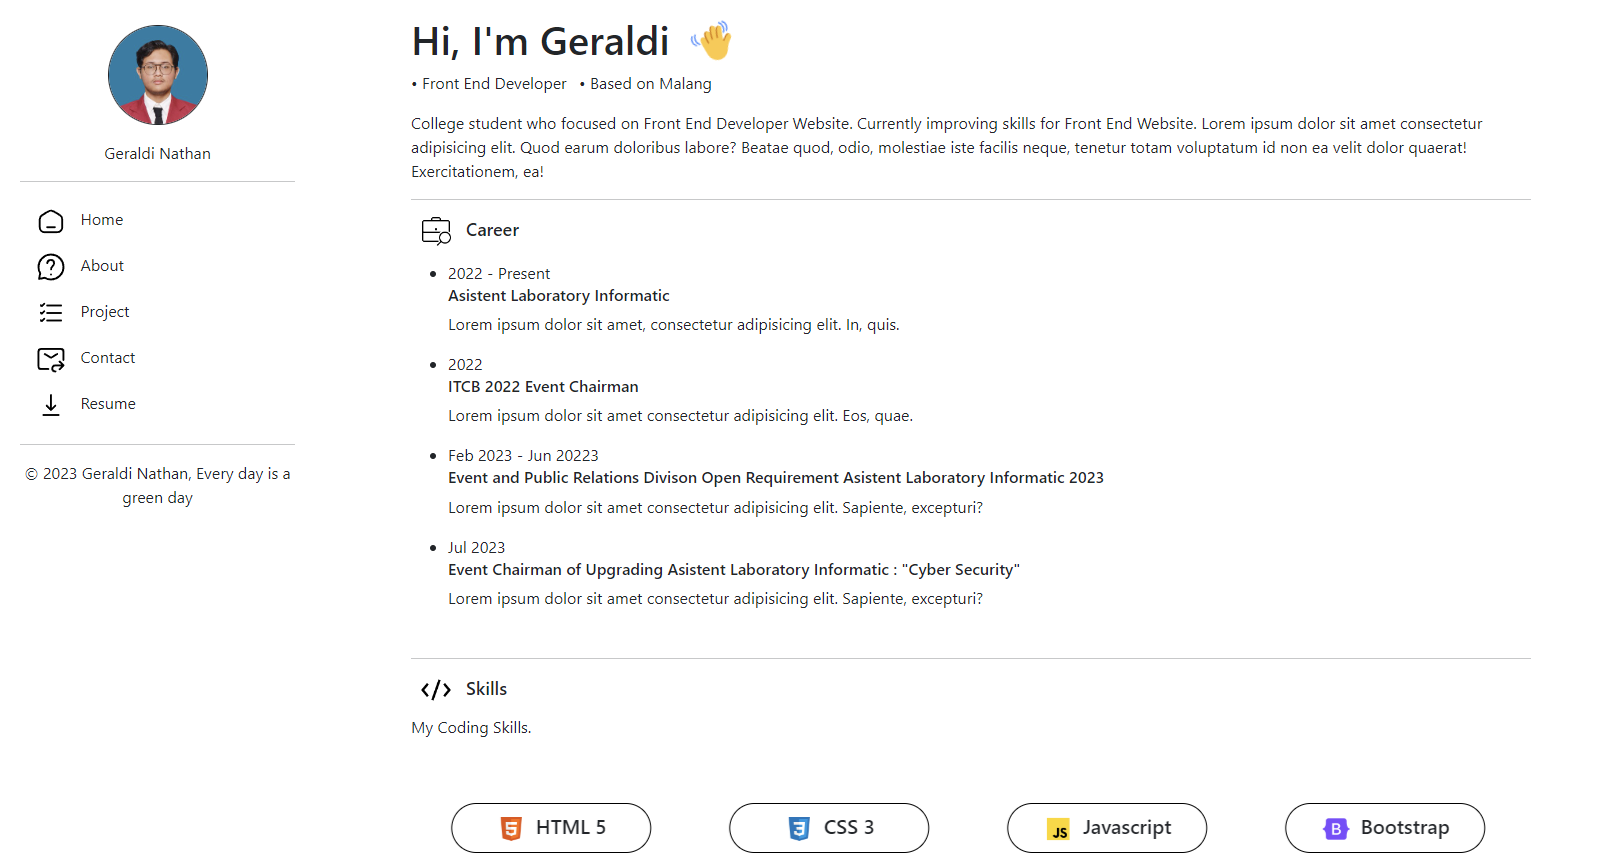 Geraldi Nathan
Home
About
Project
Contact
Resume
© 2023 Geraldi Nathan, Every day is a
green day
Hi, I'm Geraldi
• Front End Developer • Based on Malang
College student who focused on Front End Developer Website. Currently improving skills for Front End Website. Lorem ipsum dolor sit amet consectetur
adipisicing elit. Quod earum doloribus labore? Beatae quod, odio, molestiae iste facilis neque, tenetur totam voluptatum id non ea velit dolor quaerat!
Exercitationem, ea!
Career
• 2022 - Present
Asistent Laboratory Informatic
Lorem ipsum dolor sit amet, consectetur adipisicing elit. In, quis.
• 2022
ITCB 2022 Event Chairman
Lorem ipsum dolor sit amet consectetur adipisicing elit. Eos, quae.
• Feb 2023 - Jun 20223
Event and Public Relations Divison Open Requirement Asistent Laboratory Informatic 2023
Lorem ipsum dolor sit amet consectetur adipisicing elit. Sapiente, excepturi?
• Jul 2023
Event Chairman of Upgrading Asistent Laboratory Informatic : "Cyber Security"
Lorem ipsum dolor sit amet consectetur adipisicing elit. Sapiente, excepturi?
Skills
My Coding Skills.
5 HTML 5
3 CSS 3
JS Javascript
B Bootstrap